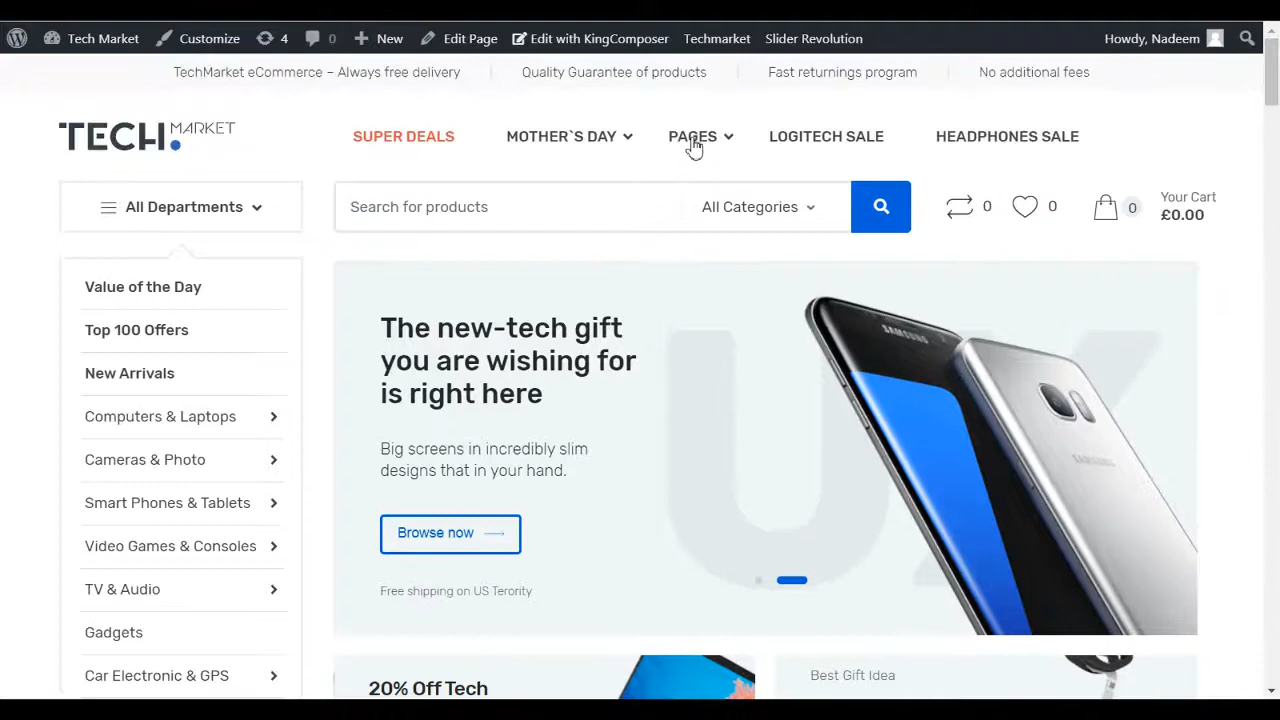 Tech Market Customize 4 0 New Edit Page Edit with KingComposer Techmarket Slider Revolution Howdy, Nadeem
TechMarket eCommerce – Always free delivery Quality Guarantee of products Fast returnings program No additional fees
TECH MARKET
SUPER DEALS MOTHER`S DAY PAGES LOGITECH SALE HEADPHONES SALE
All Departments
Search for products All Categories
0 0 0
Your Cart
£0.00
Value of the Day
Top 100 Offers
New Arrivals
Computers & Laptops
Cameras & Photo
Smart Phones & Tablets
Video Games & Consoles
TV & Audio
Gadgets
Car Electronic & GPS
The new-tech gift
you are wishing for
is right here
Big screens in incredibly slim
designs that in your hand.
Browse now
Free shipping on US Terority
UX
SAMSUNG
SAMSUNG
20% Off Tech
Best Gift Idea